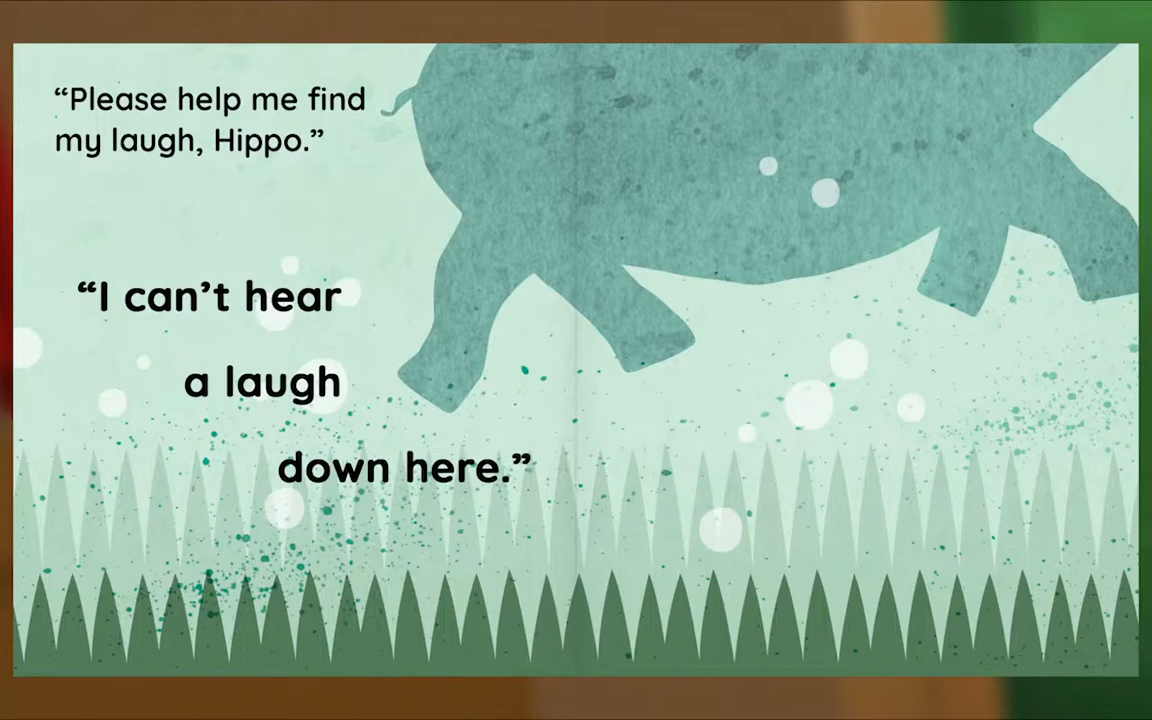 “Please help me find
my laugh, Hippo.”
“I can’t hear
a laugh
down here.”